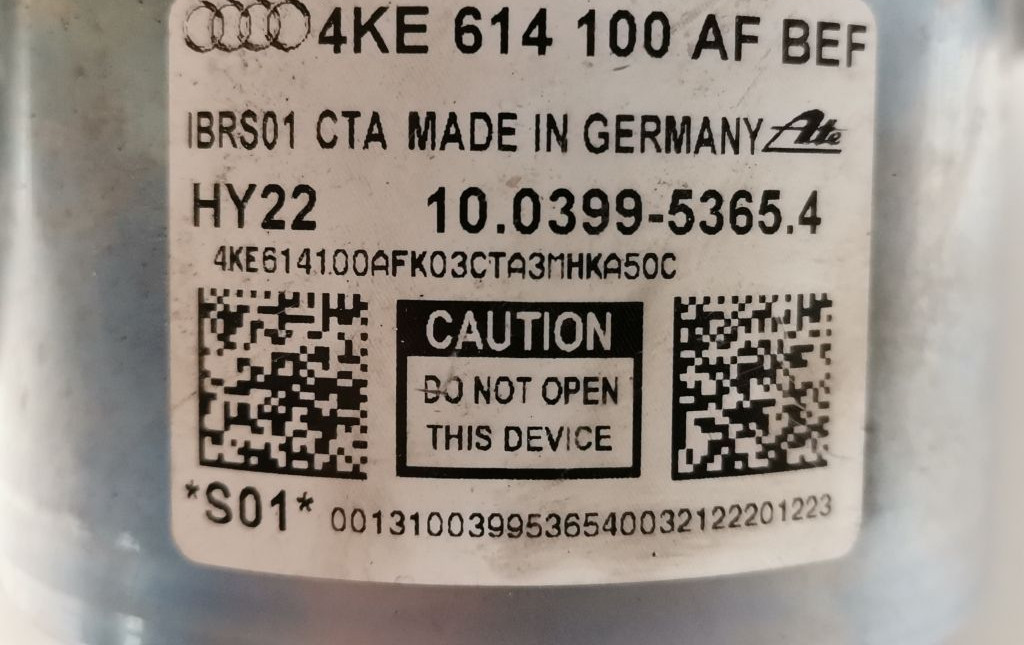 4KE 614 100 AF BEF
IBRS01 CTA MADE IN GERMANY Ate
HY22 10.0399-5365.4
4KE614100AFK03CTA3MHKA50C
CAUTION
DO NOT OPEN
THIS DEVICE
*S01* 0013100399536540032122201223